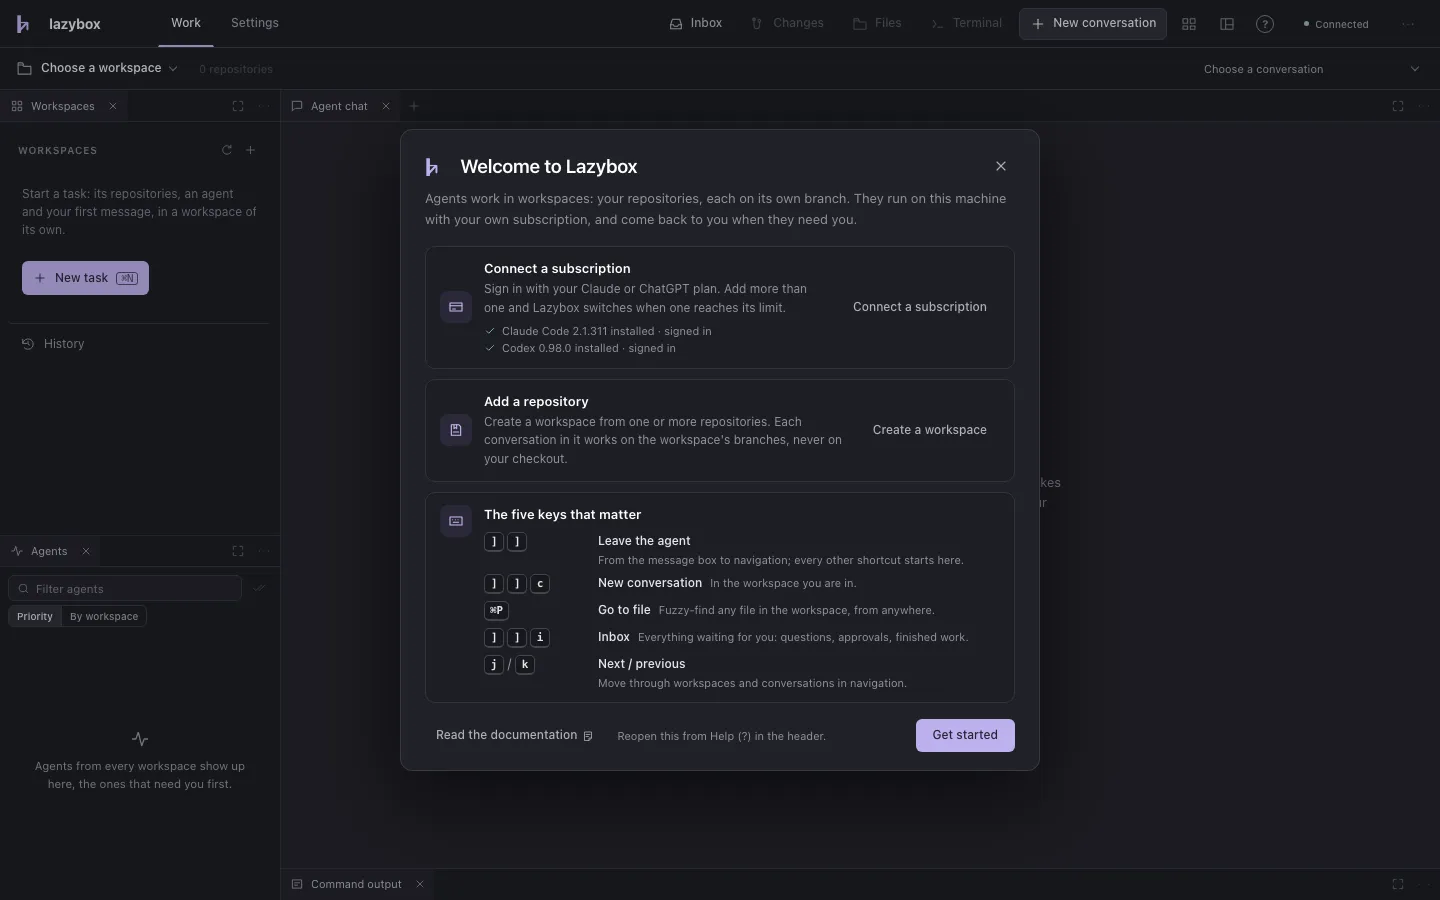 lazybox
Work
Settings
Inbox
Changes
Files
Terminal
New conversation
?
Connected
Choose a workspace
0 repositories
Choose a conversation
Workspaces
Agent chat
WORKSPACES
Start a task: its repositories, an agent
and your first message, in a workspace of
its own.
New task ⌘N
History
Agents
Filter agents
Priority
By workspace
Agents from every workspace show up
here, the ones that need you first.
Welcome to Lazybox
Agents work in workspaces: your repositories, each on its own branch. They run on this machine
with your own subscription, and come back to you when they need you.
Connect a subscription
Sign in with your Claude or ChatGPT plan. Add more than
one and Lazybox switches when one reaches its limit.
Claude Code 2.1.311 installed · signed in
Codex 0.98.0 installed · signed in
Connect a subscription
Add a repository
Create a workspace from one or more repositories. Each
conversation in it works on the workspace's branches, never on
your checkout.
Create a workspace
The five keys that matter
] ] Leave the agent
From the message box to navigation; every other shortcut starts here.
] ] c New conversation In the workspace you are in.
⌘P Go to file Fuzzy-find any file in the workspace, from anywhere.
] ] i Inbox Everything waiting for you: questions, approvals, finished work.
j / k Next / previous
Move through workspaces and conversations in navigation.
Read the documentation
Reopen this from Help (?) in the header.
Get started
Command output